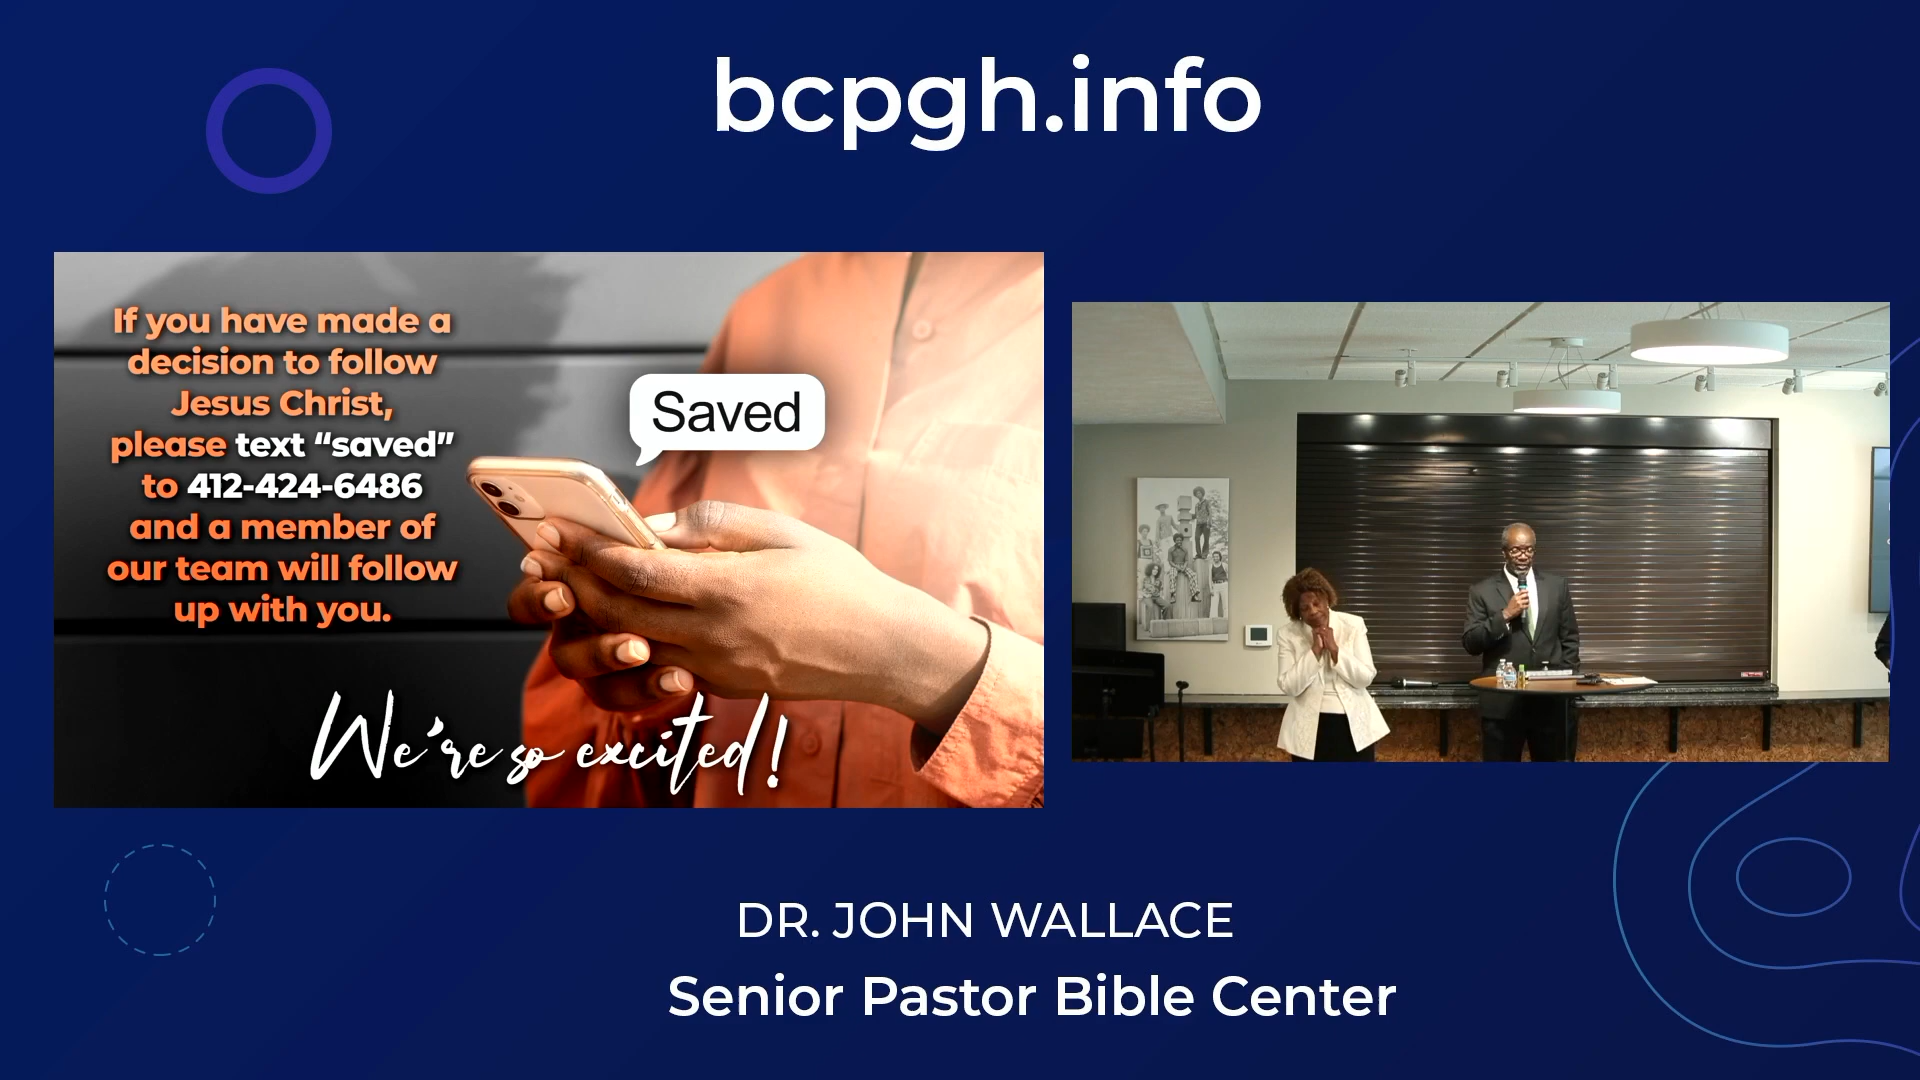 bcpgh.info
If you have made a
decision to follow
Jesus Christ,
please text “saved”
to 412-424-6486
and a member of
our team will follow
up with you.
Saved
We're so excited!
DR. JOHN WALLACE
Senior Pastor Bible Center